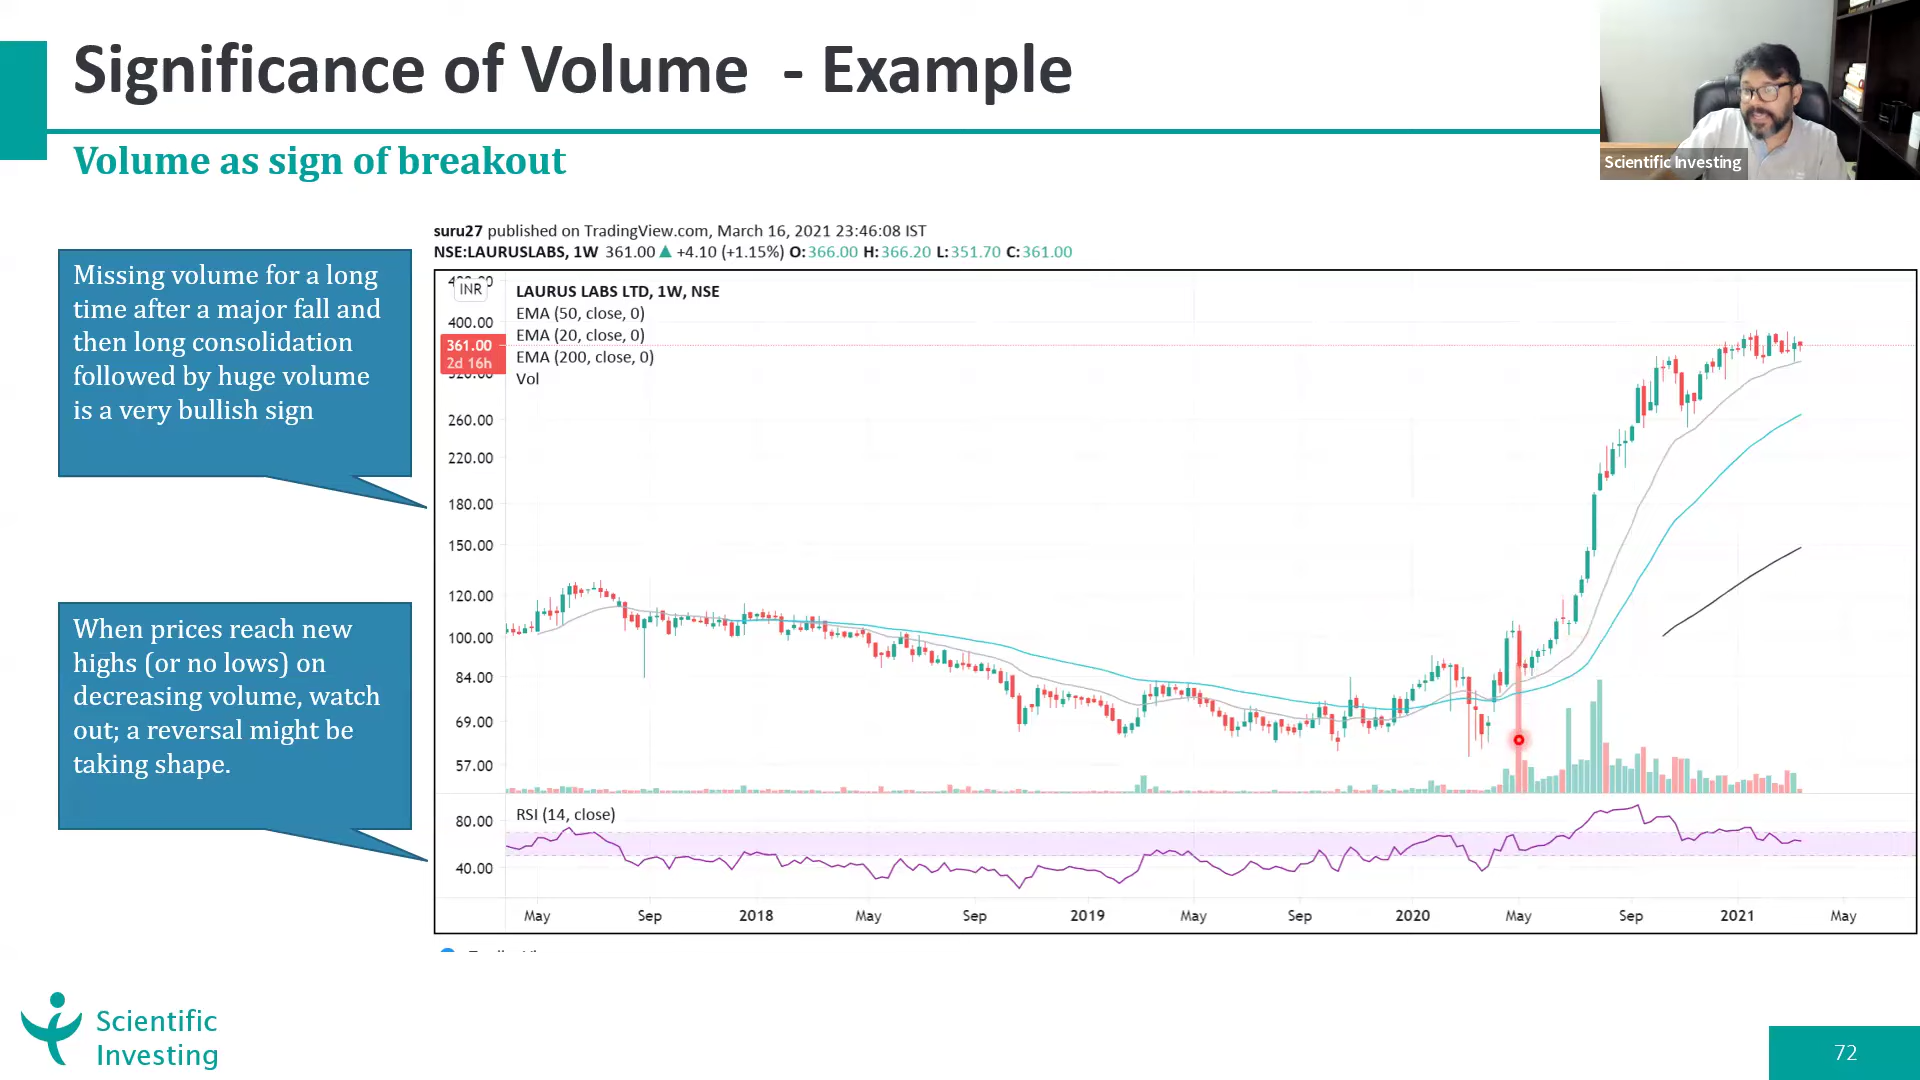 Significance of Volume - Example
Volume as sign of breakout
Scientific Investing
Missing volume for a long
time after a major fall and
then long consolidation
followed by huge volume
is a very bullish sign
When prices reach new
highs (or no lows) on
decreasing volume, watch
out; a reversal might be
taking shape.
suru27 published on TradingView.com, March 16, 2021 23:46:08 IST
NSE:LAURUSLABS, 1W 361.00 ▲ +4.10 (+1.15%) O:366.00 H:366.20 L:351.70 C:361.00
INR
LAURUS LABS LTD, 1W, NSE
EMA (50, close, 0)
EMA (20, close, 0)
EMA (200, close, 0)
Vol
400.00
361.00
2d 16h
260.00
220.00
180.00
150.00
120.00
100.00
84.00
69.00
57.00
RSI (14, close)
80.00
40.00
May Sep 2018 May Sep 2019 May Sep 2020 May Sep 2021 May
Scientific
Investing
72